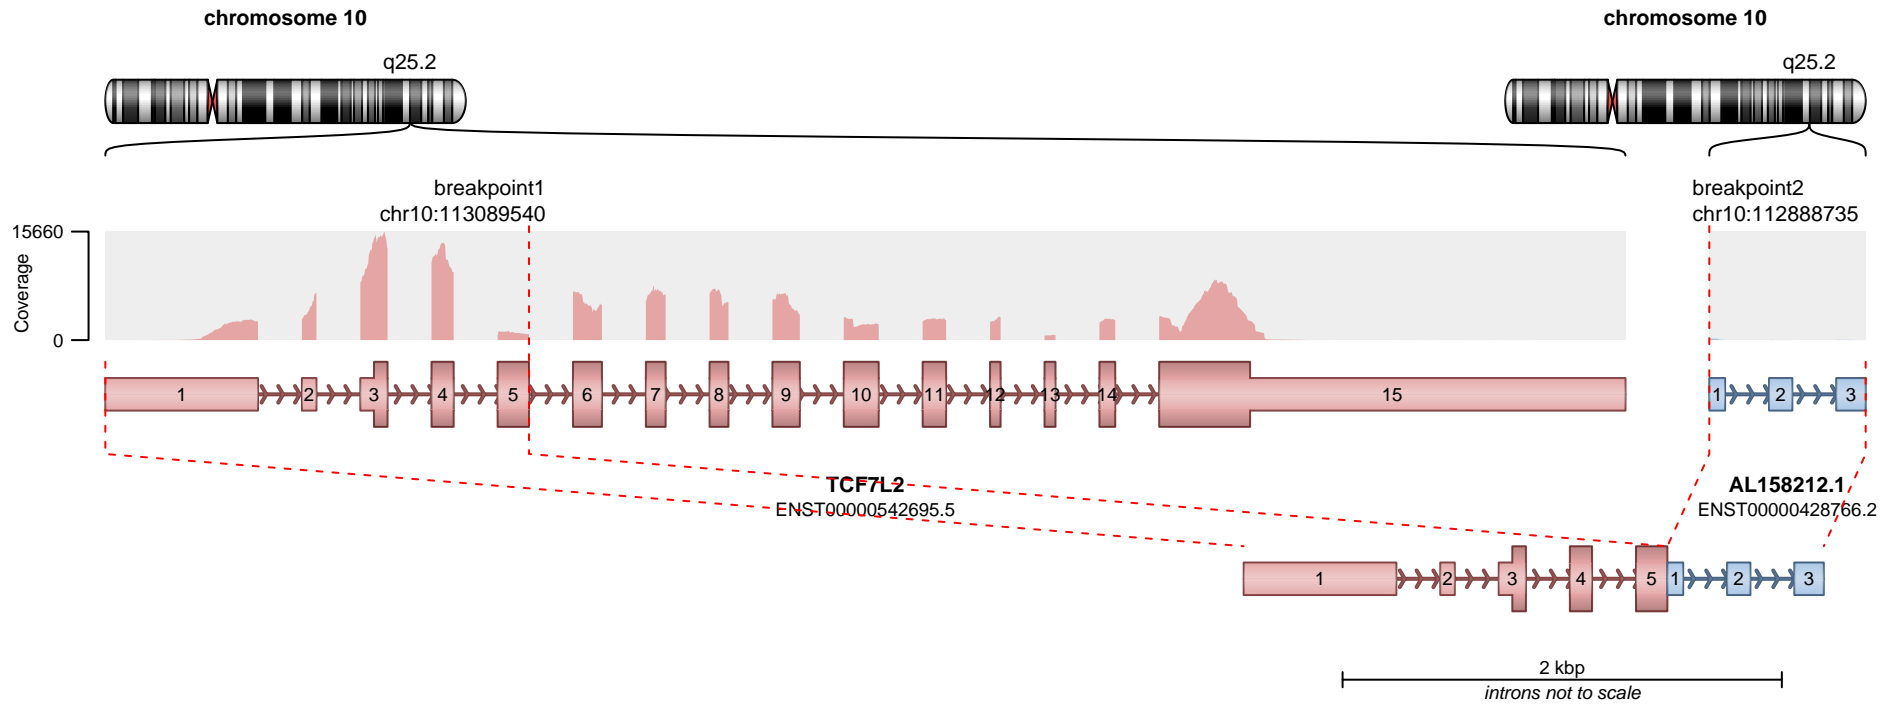 chromosome 10
chromosome 10
q25.2
q25.2
breakpoint1
chr10:113089540
breakpoint2
chr10:112888735
15660
0
Coverage
1 2 3 4 5 6 7 8 9 10 11 12 13 14 15
1 2 3
TCF7L2
ENST00000542695.5
AL158212.1
ENST00000428766.2
1 2 3 4 5 1 2 3
2 kbp
introns not to scale